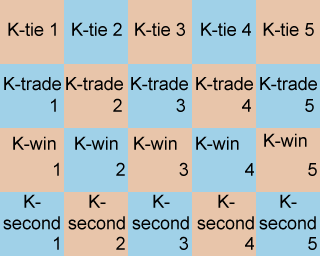 K-tie 1 K-tie 2 K-tie 3 K-tie 4 K-tie 5
K-trade K-trade K-trade K-trade K-trade
1 2 3 4 5
K-win K-win K-win K-win K-win
1 2 3 4 5
K- K- K- K- K-
second second second second second
1 2 3 4 5